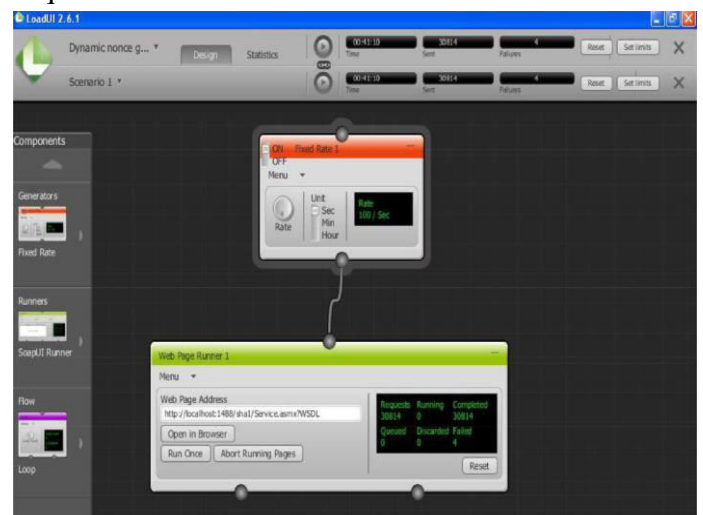 LoadUI 2.6.1
Dynamic nonce g...
Design
Statistics
00:41:10
Time
30814
Sent
4
Failures
Reset
Set limits
Scenario 1
00:41:10
Time
30814
Sent
4
Failures
Reset
Set limits
Components
Generators
Fixed Rate
Runners
SoapUI Runner
Flow
Loop
ON Fixed Rate 1
OFF
Menu
Rate
Unit
Sec
Min
Hour
Rate
100 / Sec
Web Page Runner 1
Menu
Web Page Address
http://localhost:1488/sha1/Service.asmx?WSDL
Open in Browser
Run Once
Abort Running Pages
Requests Running Completed
30814 0 30814
Queued Discarded Failed
0 0 4
Reset